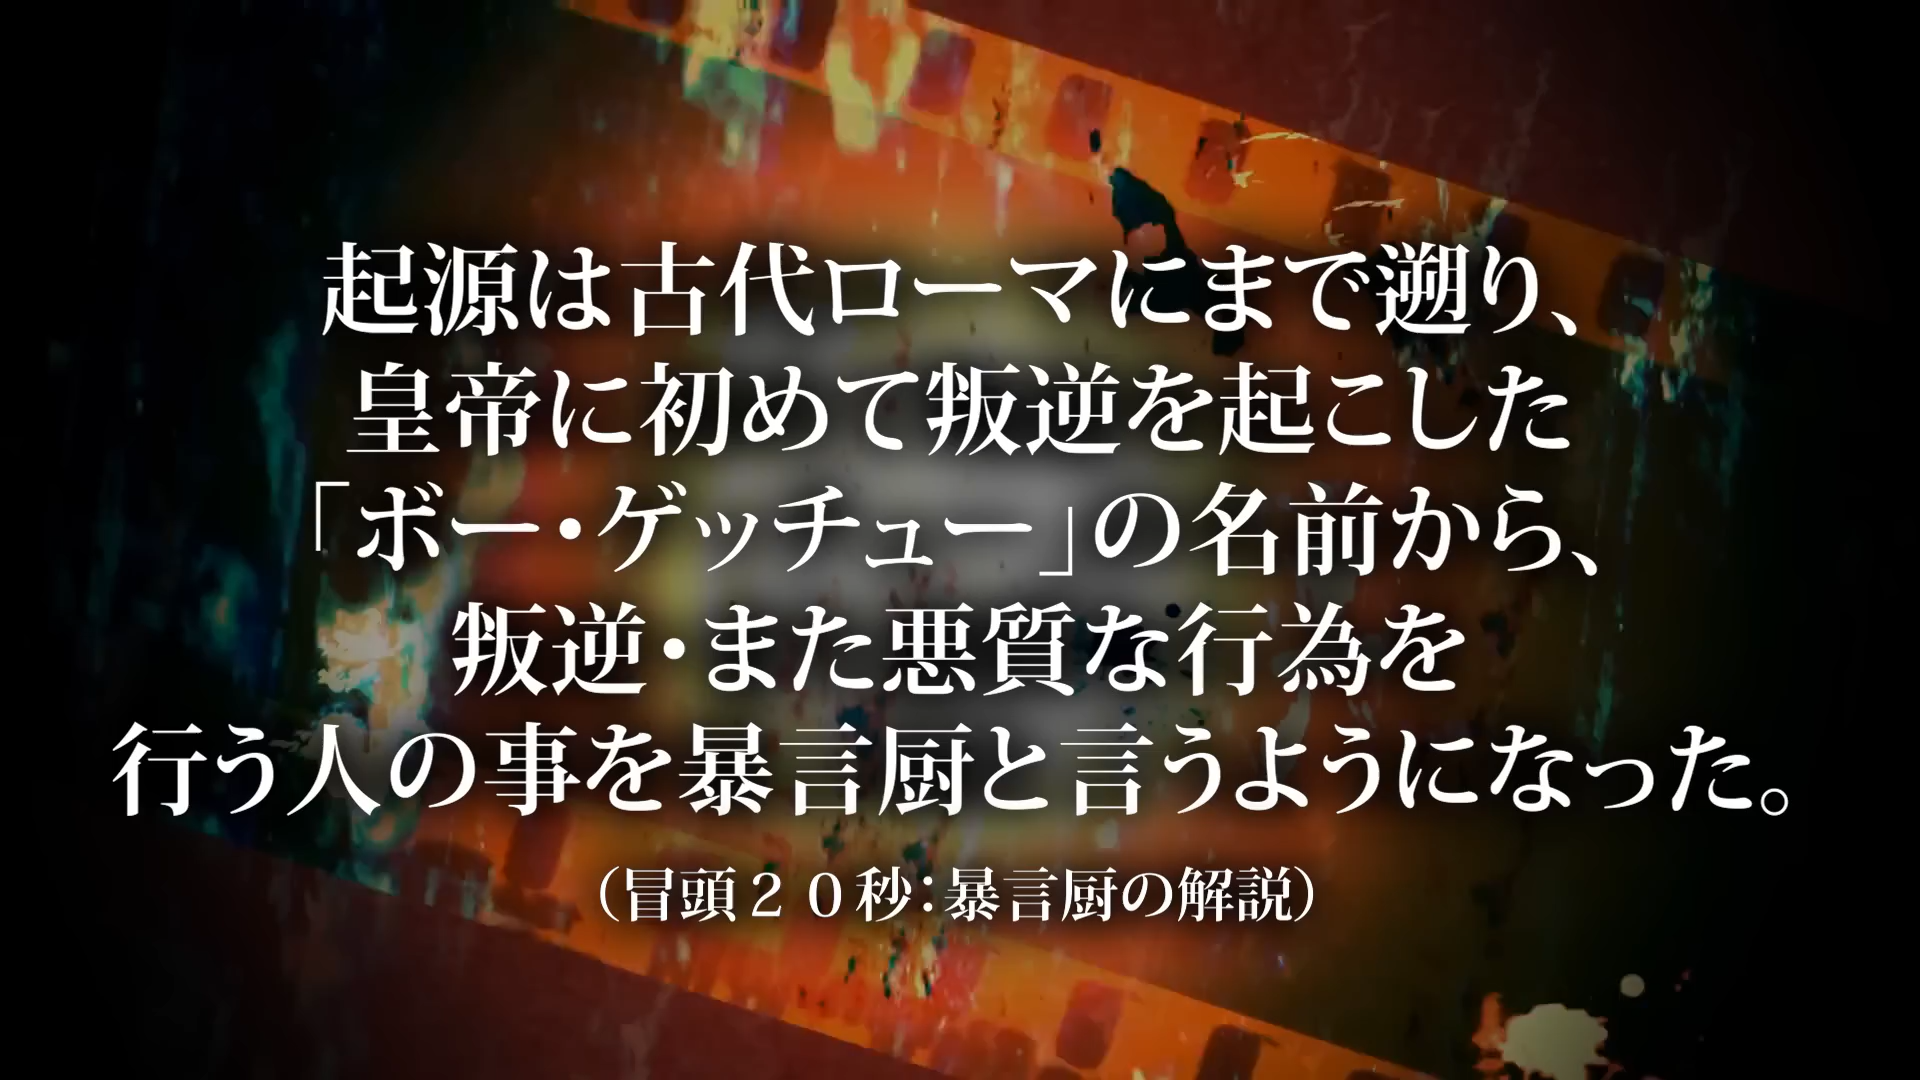 起源は古代ローマにまで遡り、
皇帝に初めて叛逆を起こした
「ボー・ゲッチュー」の名前から、
叛逆・また悪質な行為を
行う人の事を暴言厨と言うようになった。
（冒頭２０秒：暴言厨の解説）